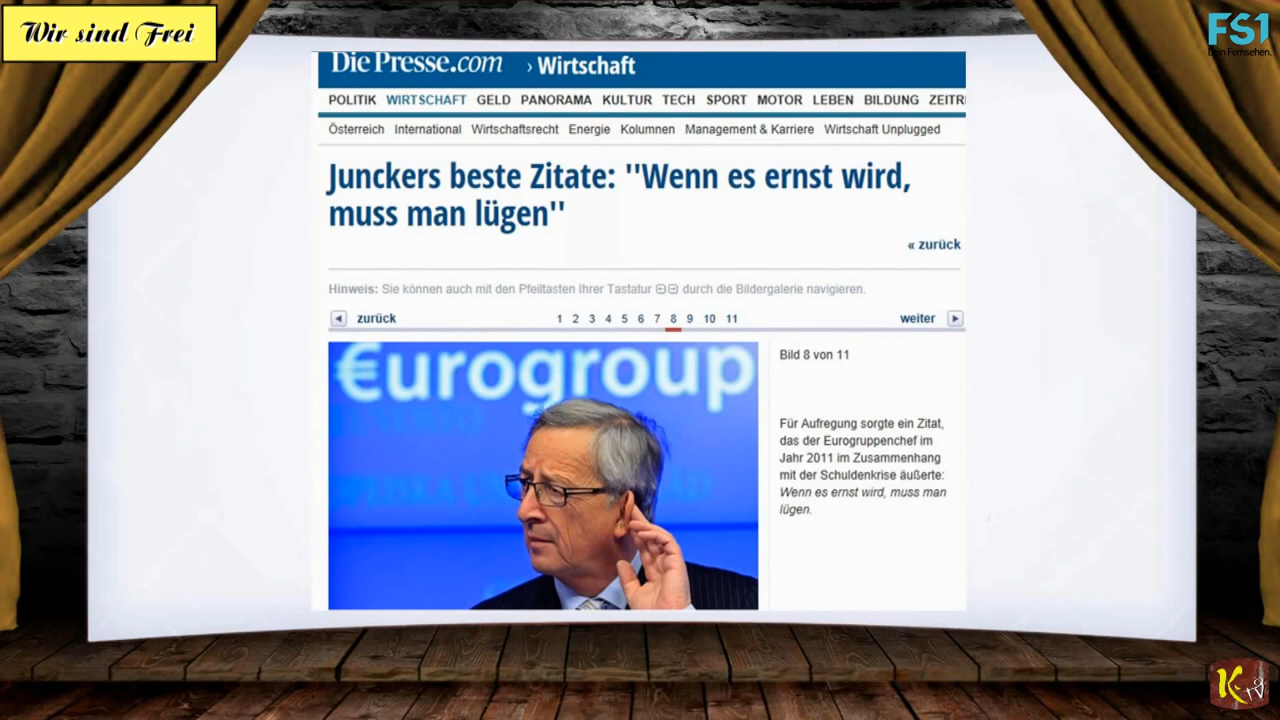 Wir sind Frei
FS1
Dein Fernsehen.
Die Presse.com › Wirtschaft
POLITIK WIRTSCHAFT GELD PANORAMA KULTUR TECH SPORT MOTOR LEBEN BILDUNG ZEITR
Österreich International Wirtschaftsrecht Energie Kolumnen Management & Karriere Wirtschaft Unplugged
Junckers beste Zitate: ''Wenn es ernst wird,
muss man lügen''
« zurück
Hinweis: Sie können auch mit den Pfeiltasten Ihrer Tastatur durch die Bildergalerie navigieren.
zurück 1 2 3 4 5 6 7 8 9 10 11 weiter
€urogroup
Bild 8 von 11
Für Aufregung sorgte ein Zitat,
das der Eurogruppenchef im
Jahr 2011 im Zusammenhang
mit der Schuldenkrise äußerte:
Wenn es ernst wird, muss man
lügen.
K TV